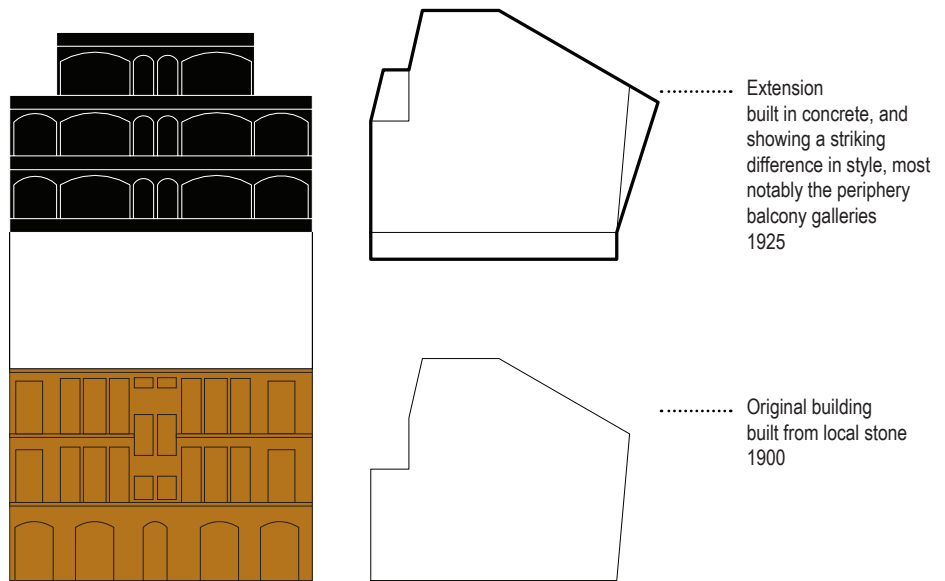 Extension
built in concrete, and
showing a striking
difference in style, most
notably the periphery
balcony galleries
1925
Original building
built from local stone
1900